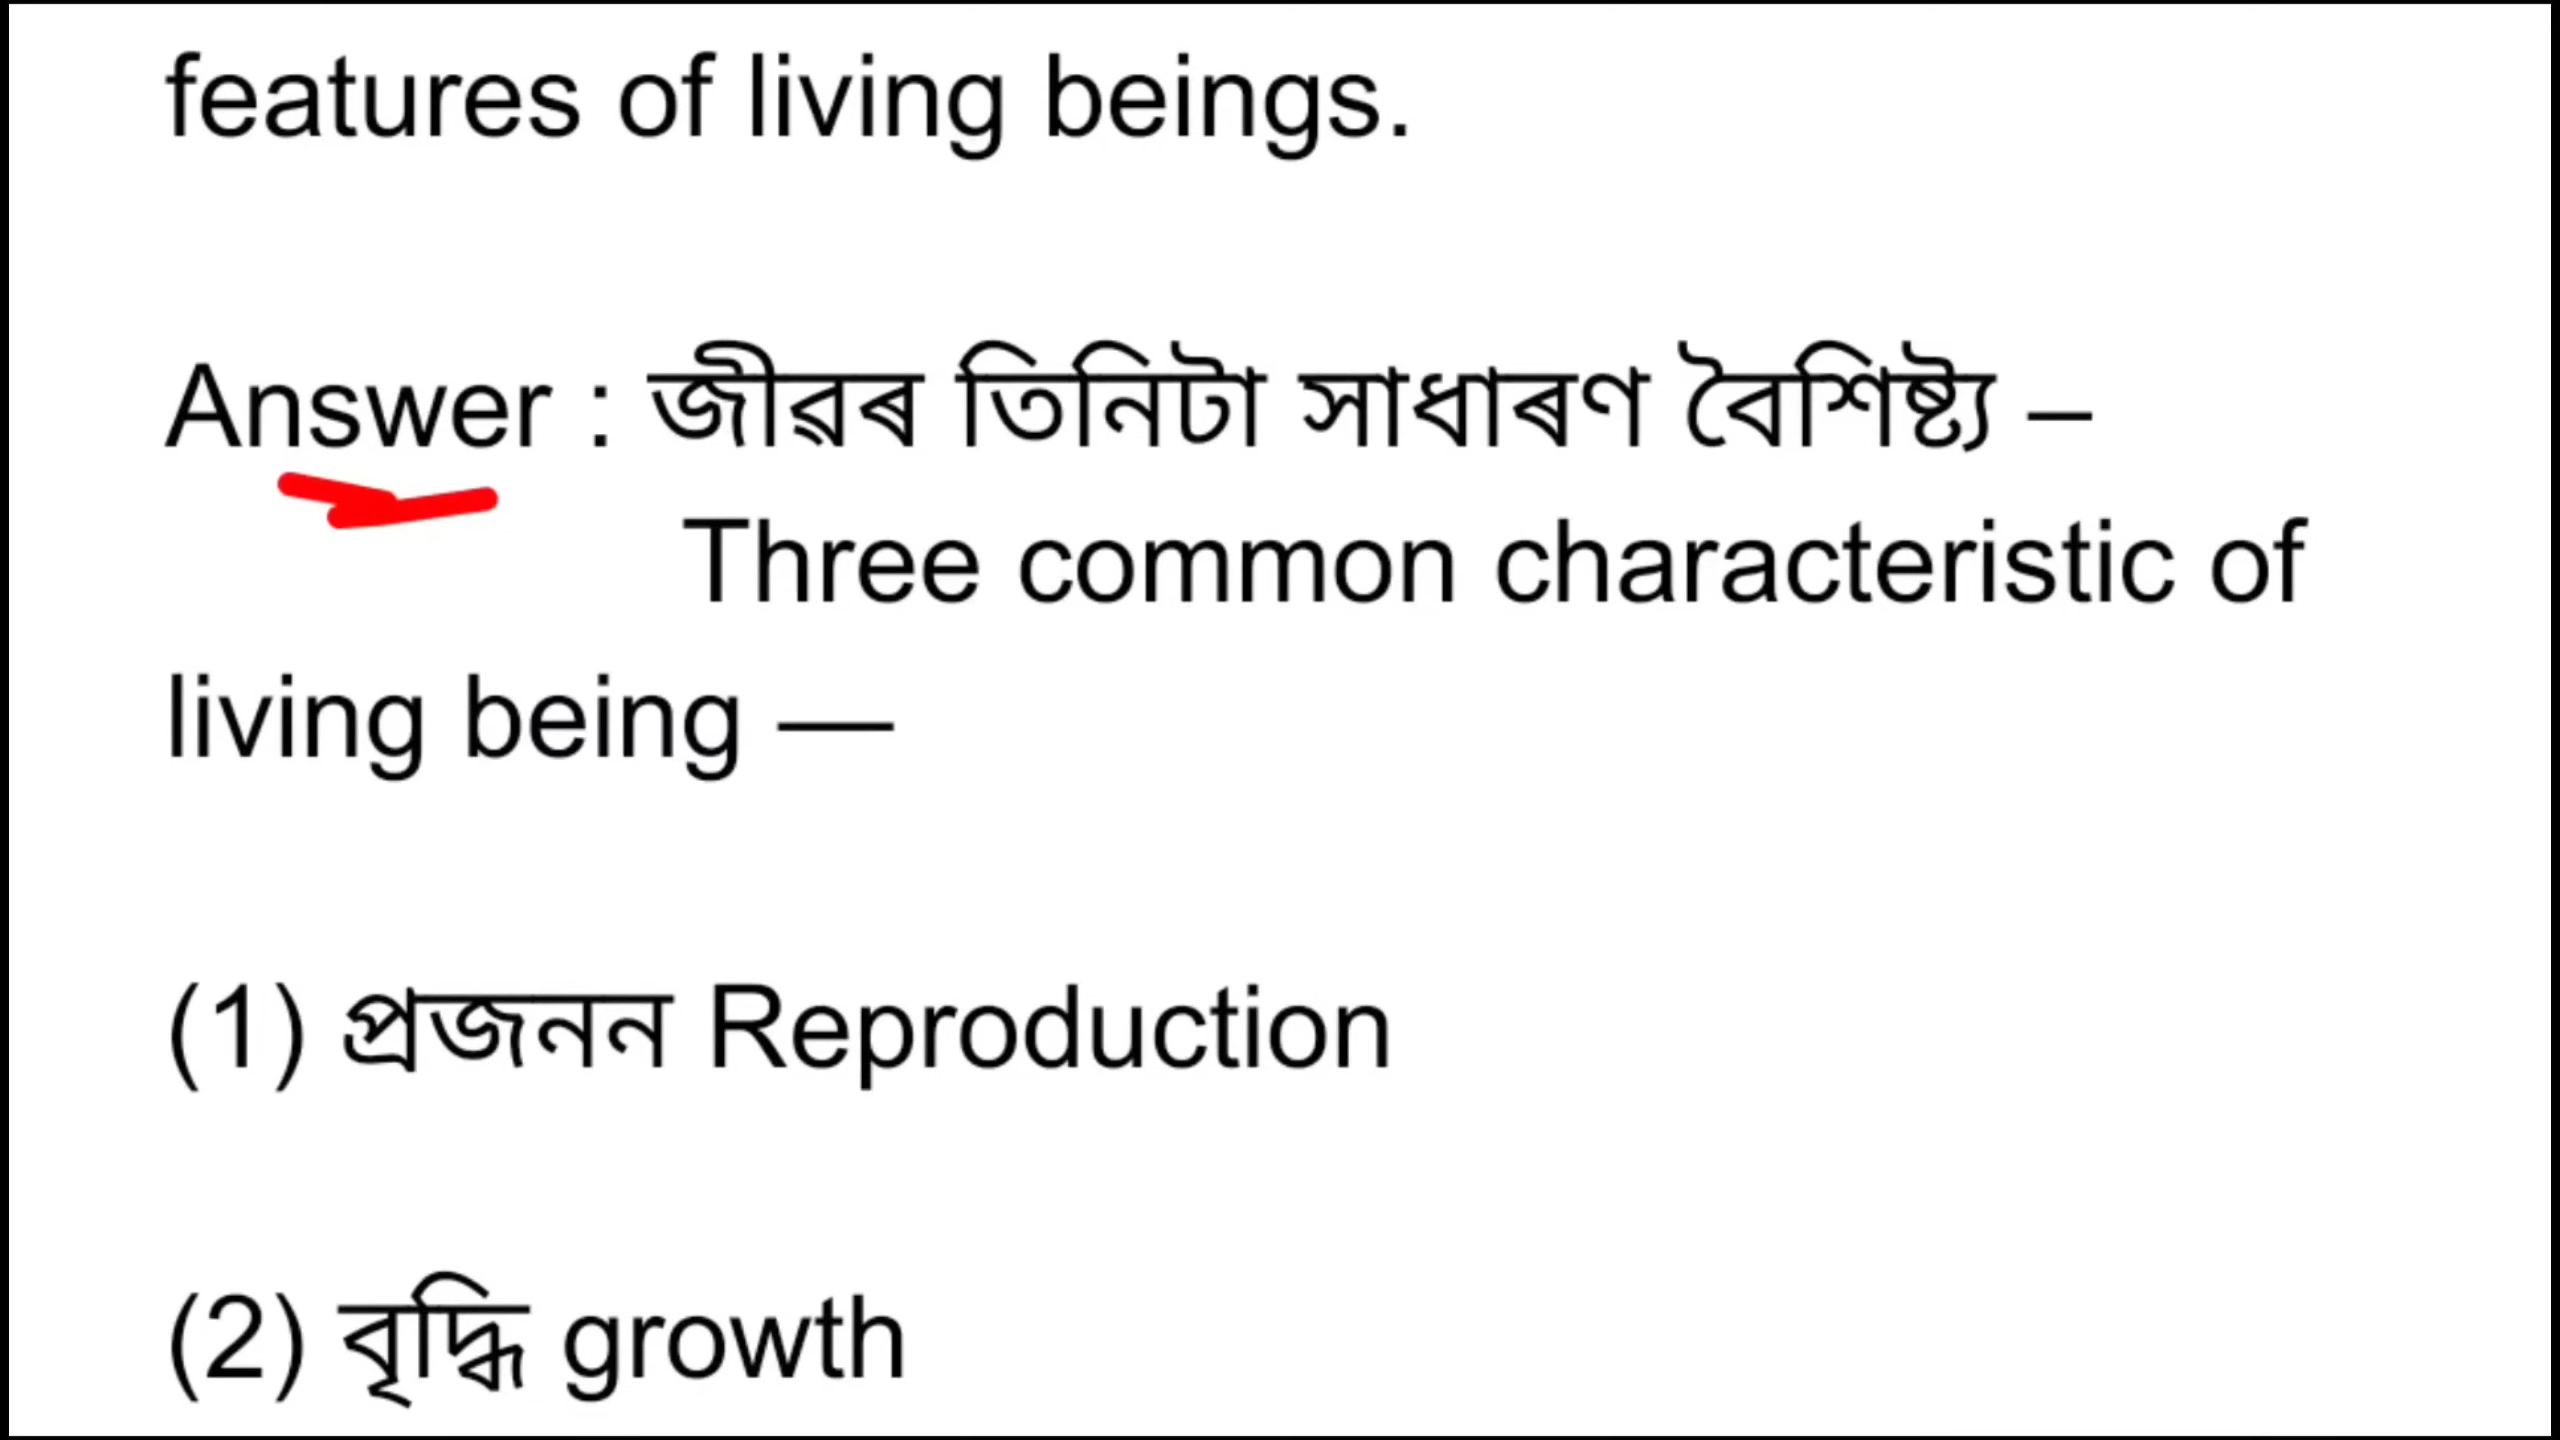 features of living beings.
Answer : জীৱৰ তিনিটা সাধাৰণ বৈশিষ্ট্য –
Three common characteristic of
living being —
(1) প্ৰজনন Reproduction
(2) বৃদ্ধি growth